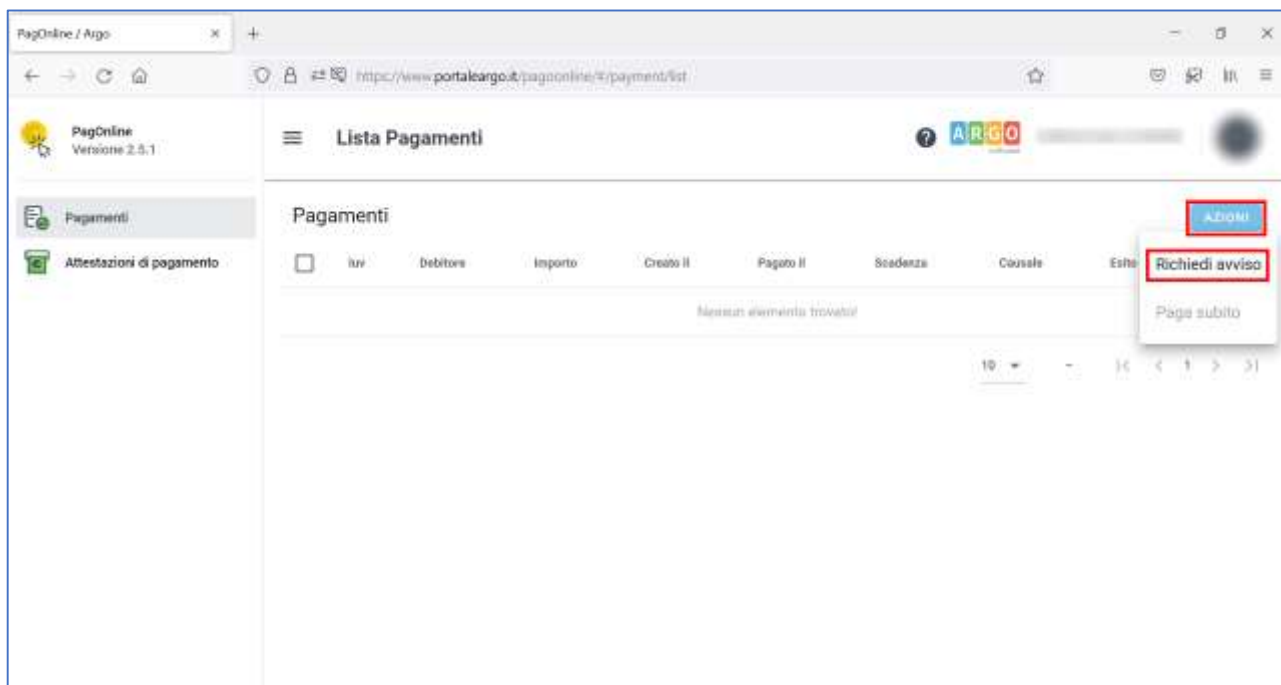 PagOnline / Argo
https://www.portaleargo.it/pagoonline/#/payment/list
PagOnline
Versione 2.5.1
Lista Pagamenti
ARGO
Pagamenti
Attestazioni di pagamento
Pagamenti
AZIONI
Iuv Debitore Importo Creato il Pagato il Scadenza Causale Esito
Richiedi avviso
Paga subito
Nessun elemento trovato!
10 - 1